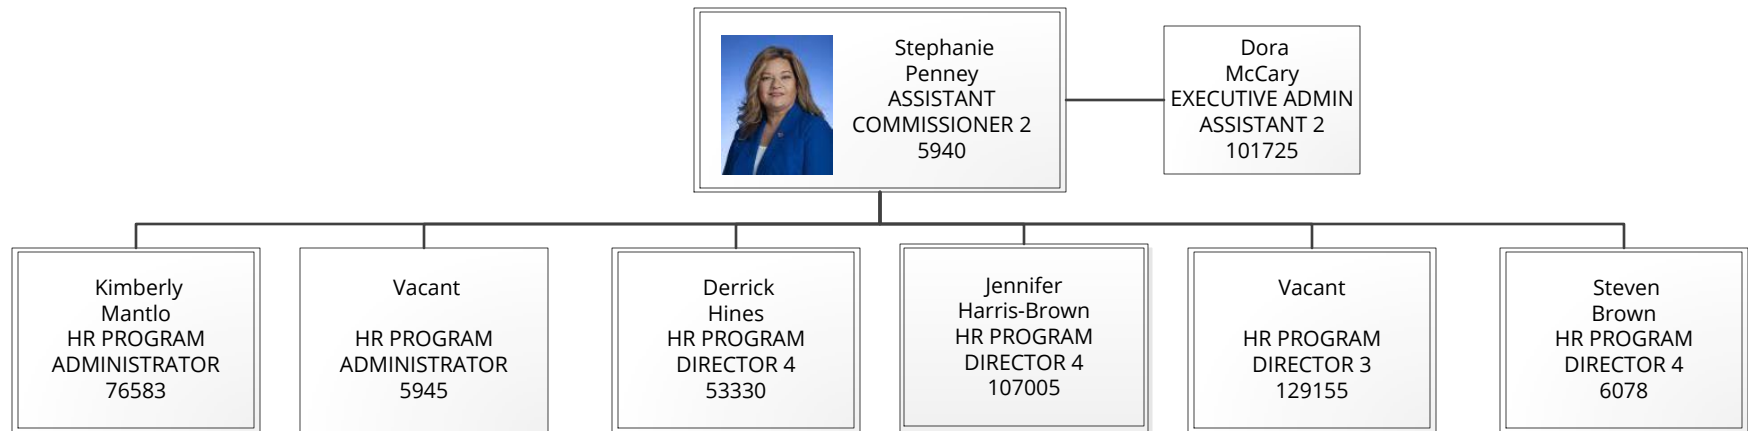 Stephanie
Penney
ASSISTANT
COMMISSIONER 2
5940
Dora
McCary
EXECUTIVE ADMIN
ASSISTANT 2
101725
Kimberly
Mantlo
HR PROGRAM
ADMINISTRATOR
76583
Vacant
HR PROGRAM
ADMINISTRATOR
5945
Derrick
Hines
HR PROGRAM
DIRECTOR 4
53330
Jennifer
Harris-Brown
HR PROGRAM
DIRECTOR 4
107005
Vacant
HR PROGRAM
DIRECTOR 3
129155
Steven
Brown
HR PROGRAM
DIRECTOR 4
6078